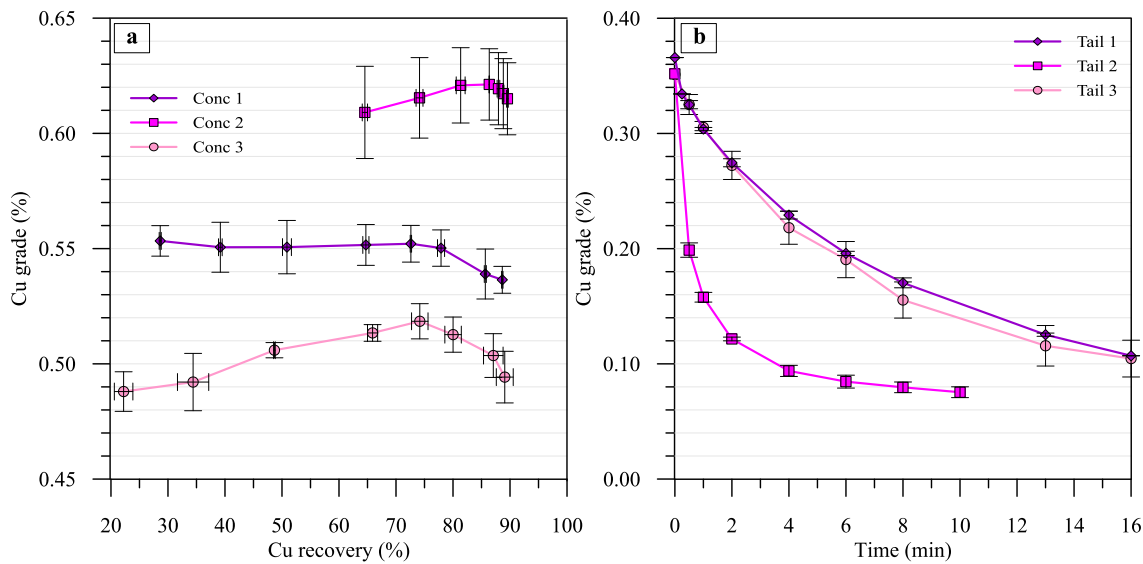 a
0.65
0.60
0.55
0.50
0.45
Cu grade (%)
Conc 1
Conc 2
Conc 3
20 30 40 50 60 70 80 90 100
Cu recovery (%)
b
0.40
0.30
0.20
0.10
0.00
Cu grade (%)
Tail 1
Tail 2
Tail 3
0 2 4 6 8 10 12 14 16
Time (min)